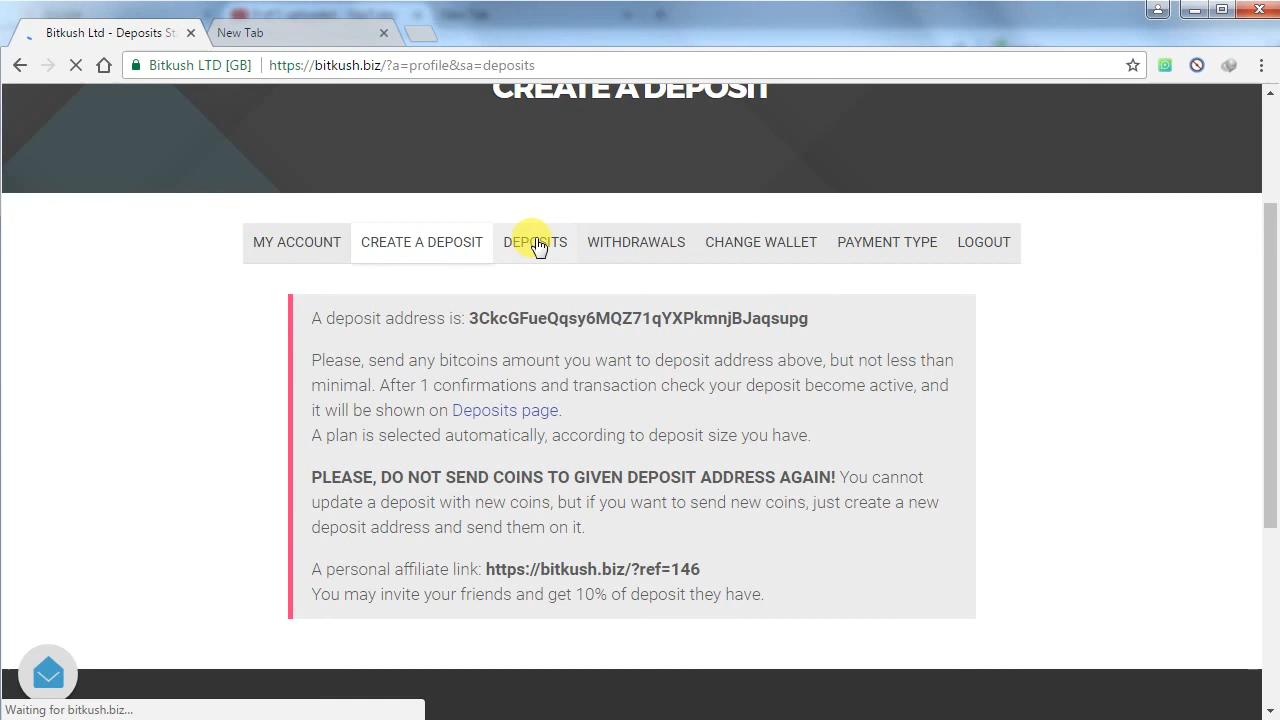 Bitkush Ltd - Deposits St
New Tab
Bitkush LTD [GB]
https://bitkush.biz/?a=profile&sa=deposits
CREATE A DEPOSIT
MY ACCOUNT
CREATE A DEPOSIT
DEPOSITS
WITHDRAWALS
CHANGE WALLET
PAYMENT TYPE
LOGOUT
A deposit address is: 3CkcGFueQqsy6MQZ71qYXPkmnjBJaqsupg
Please, send any bitcoins amount you want to deposit address above, but not less than
minimal. After 1 confirmations and transaction check your deposit become active, and
it will be shown on Deposits page.
A plan is selected automatically, according to deposit size you have.
PLEASE, DO NOT SEND COINS TO GIVEN DEPOSIT ADDRESS AGAIN! You cannot
update a deposit with new coins, but if you want to send new coins, just create a new
deposit address and send them on it.
A personal affiliate link: https://bitkush.biz/?ref=146
You may invite your friends and get 10% of deposit they have.
Waiting for bitkush.biz...